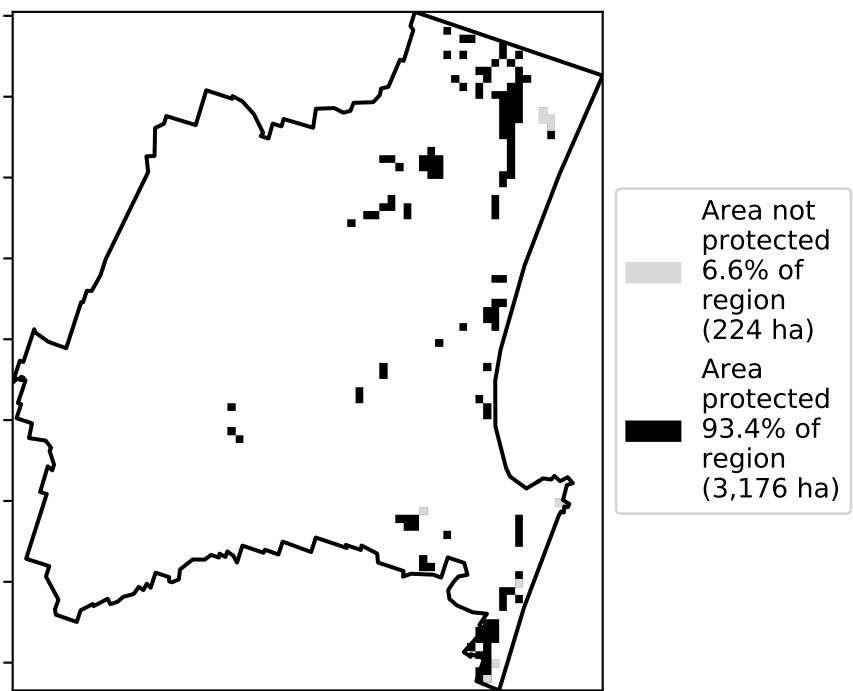 Area not
protected
6.6% of
region
(224 ha)
Area
protected
93.4% of
region
(3,176 ha)